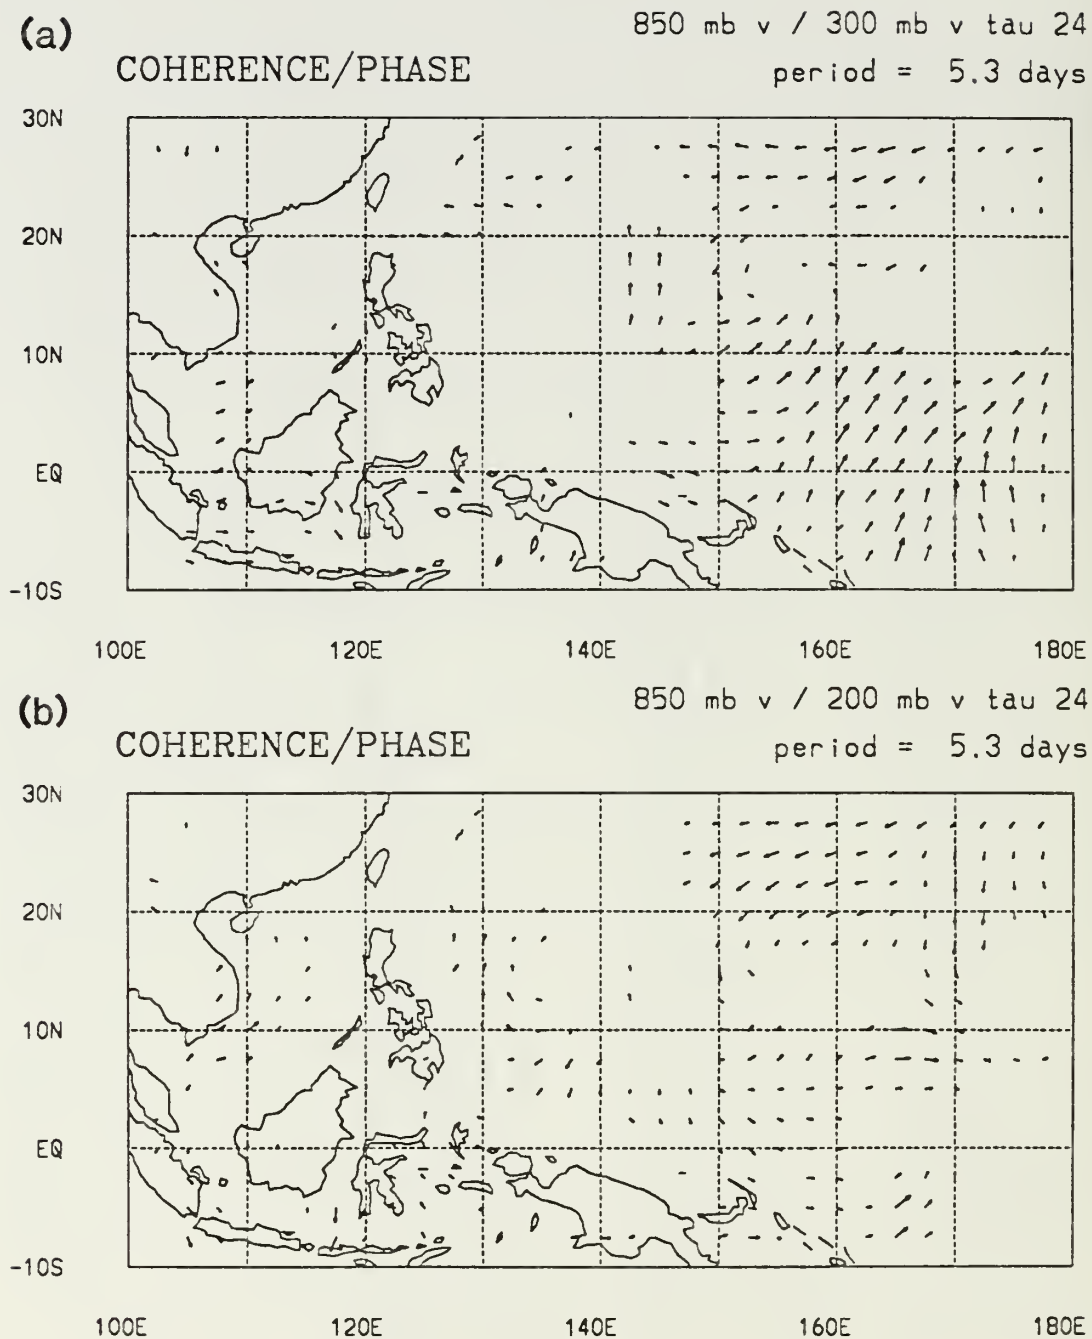 (a)
850 mb v / 300 mb v tau 24
COHERENCE/PHASE
period = 5.3 days
30N
20N
10N
EQ
-10S
100E 120E 140E 160E 180E
(b)
850 mb v / 200 mb v tau 24
COHERENCE/PHASE
period = 5.3 days
30N
20N
10N
EQ
-10S
100E 120E 140E 160E 180E